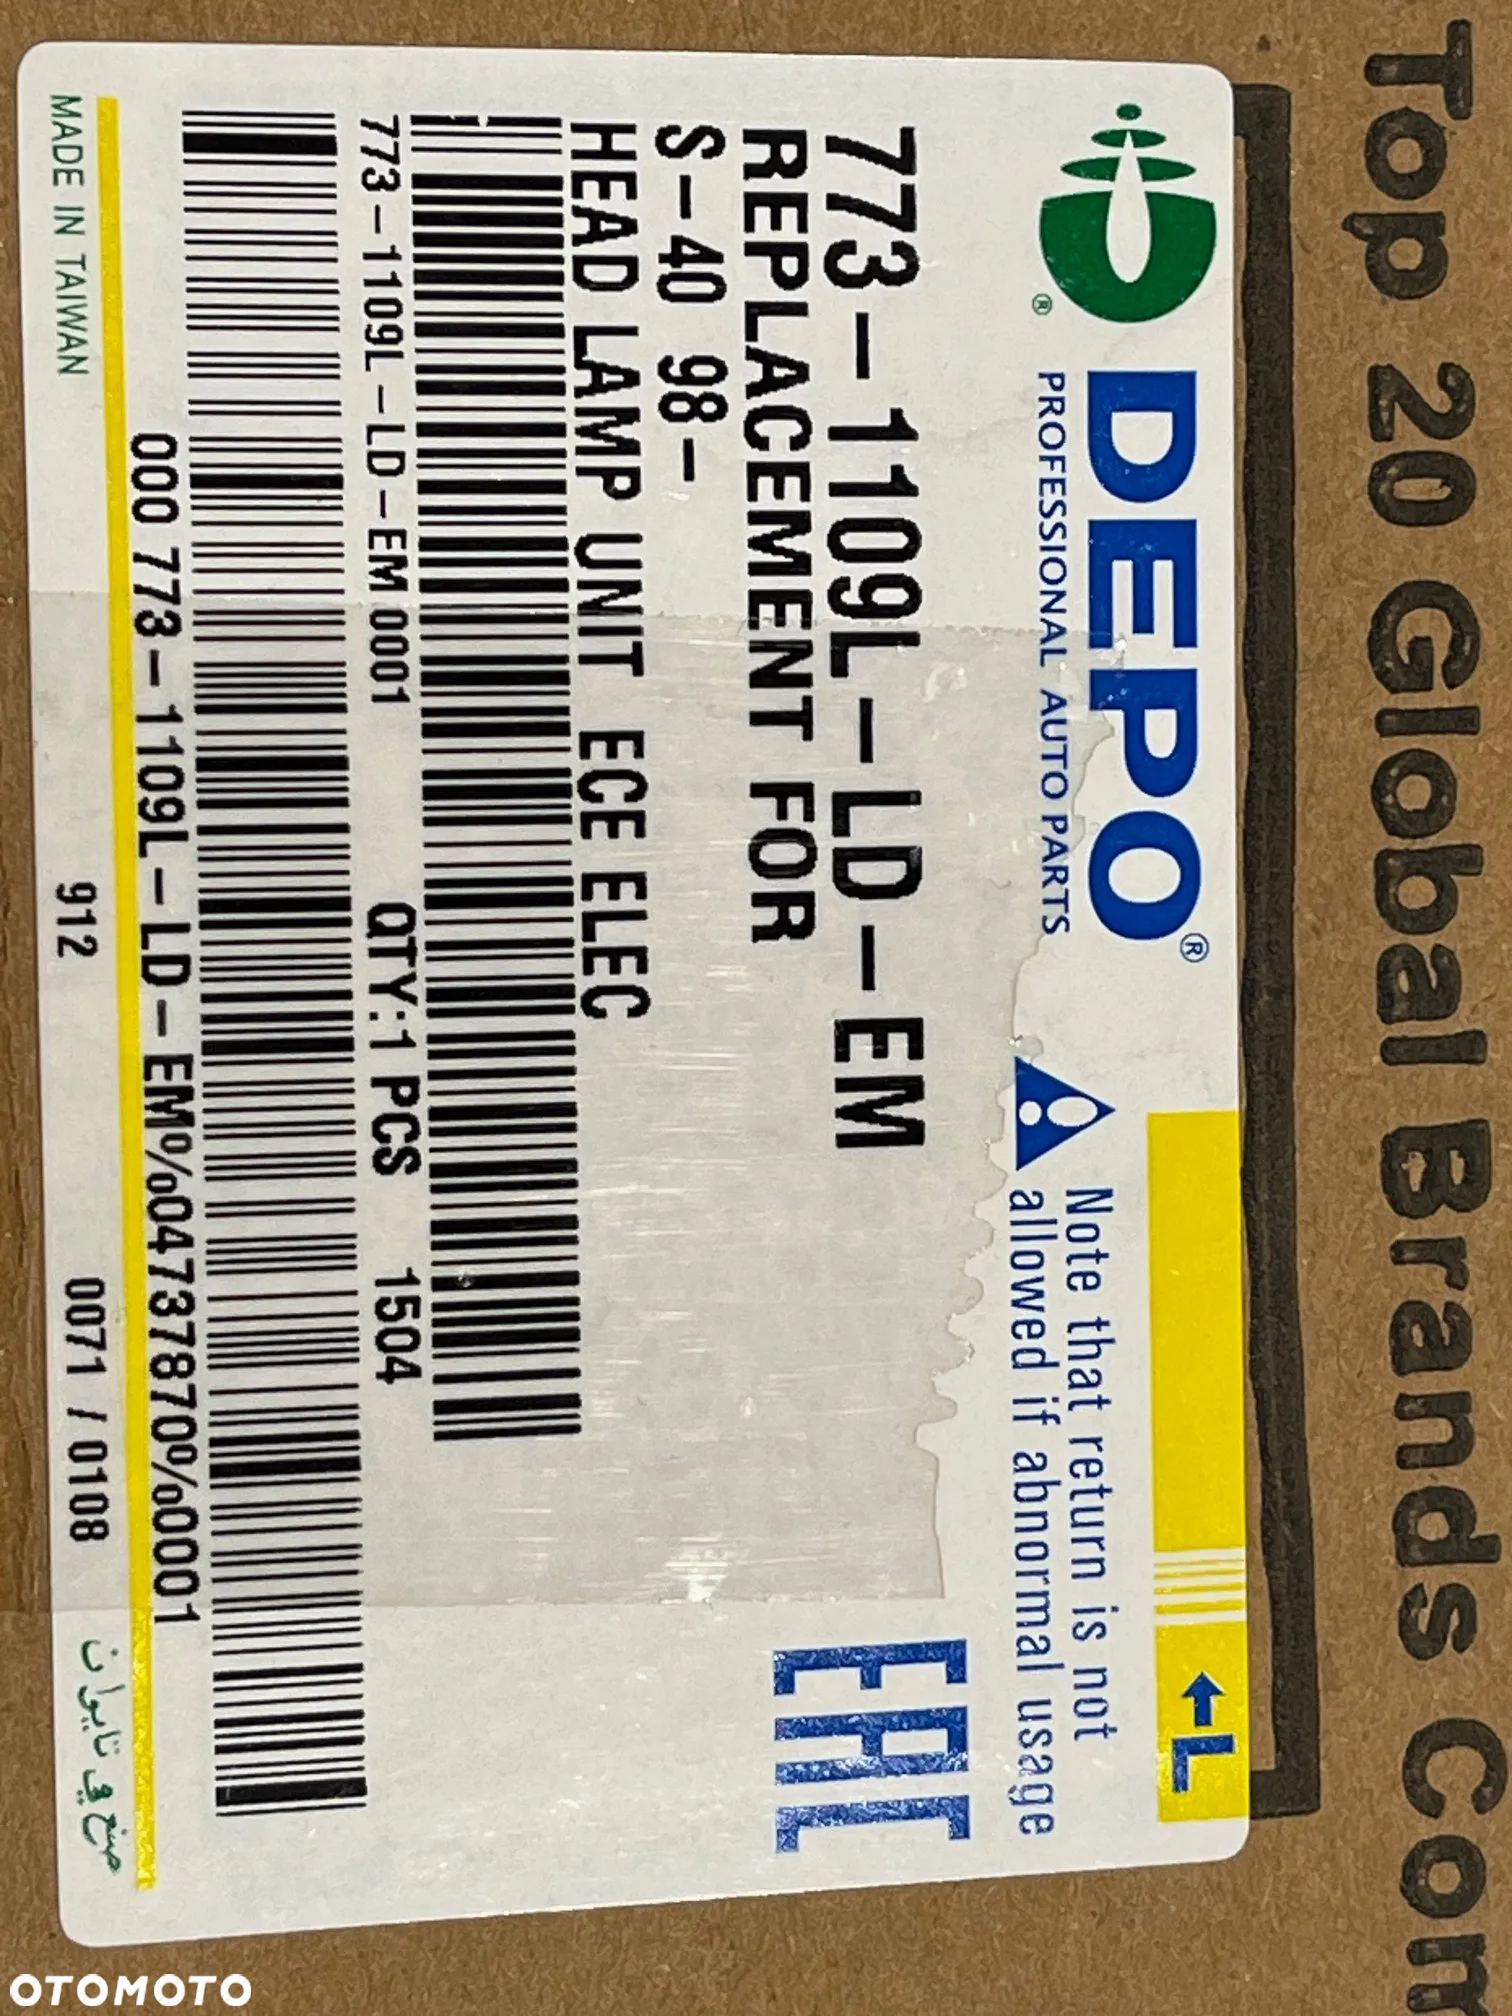 Top 20 Global Brands Com
DEPO®
PROFESSIONAL AUTO PARTS
®
←L
Note that return is not
allowed if abnormal usage
773-1109L-LD-EM
REPLACEMENT FOR
S-40 98-
HEAD LAMP UNIT ECE ELEC
EAC
773-1109L-LD-EM 0001 QTY:1 PCS 1504
000 773-1109L-LD-EM%0473787870%0001
MADE IN TAIWAN 912 0071 / 0108 صنع في تايوان
OTOMOTO